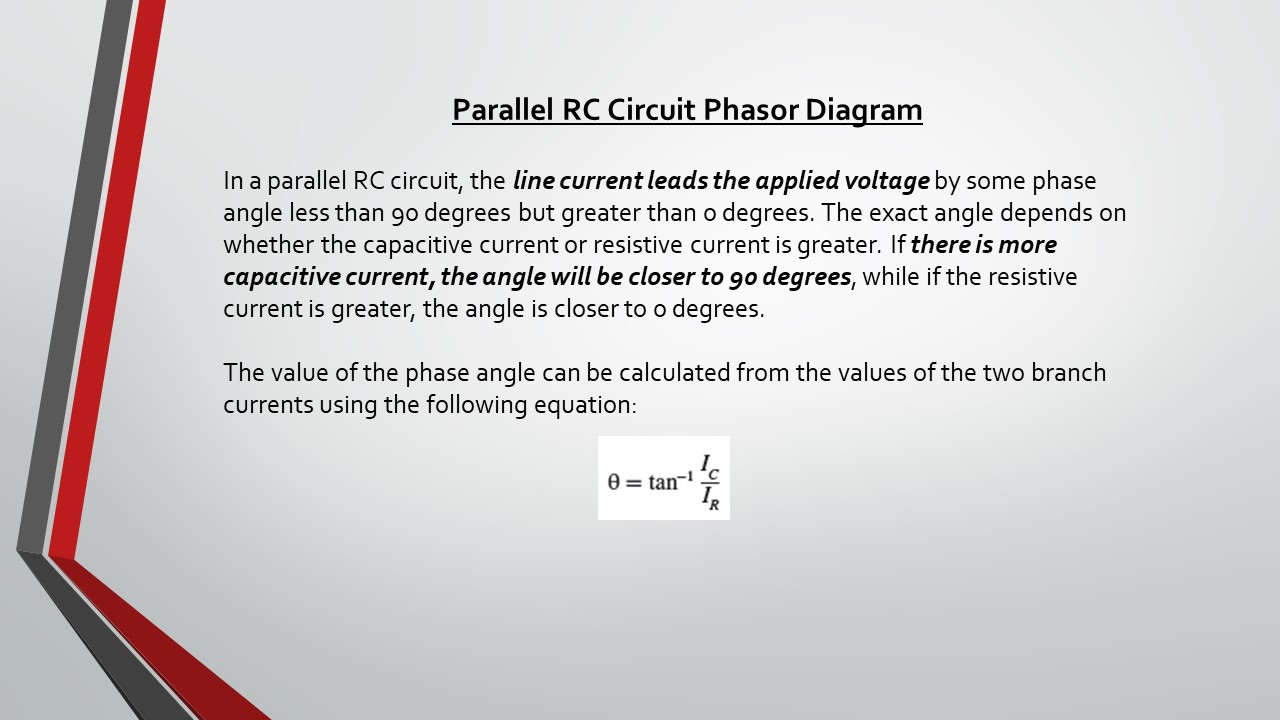 Parallel RC Circuit Phasor Diagram
In a parallel RC circuit, the line current leads the applied voltage by some phase
angle less than 90 degrees but greater than 0 degrees. The exact angle depends on
whether the capacitive current or resistive current is greater. If there is more
capacitive current, the angle will be closer to 90 degrees, while if the resistive
current is greater, the angle is closer to 0 degrees.
The value of the phase angle can be calculated from the values of the two branch
currents using the following equation:
θ = tan⁻¹ I_C / I_R